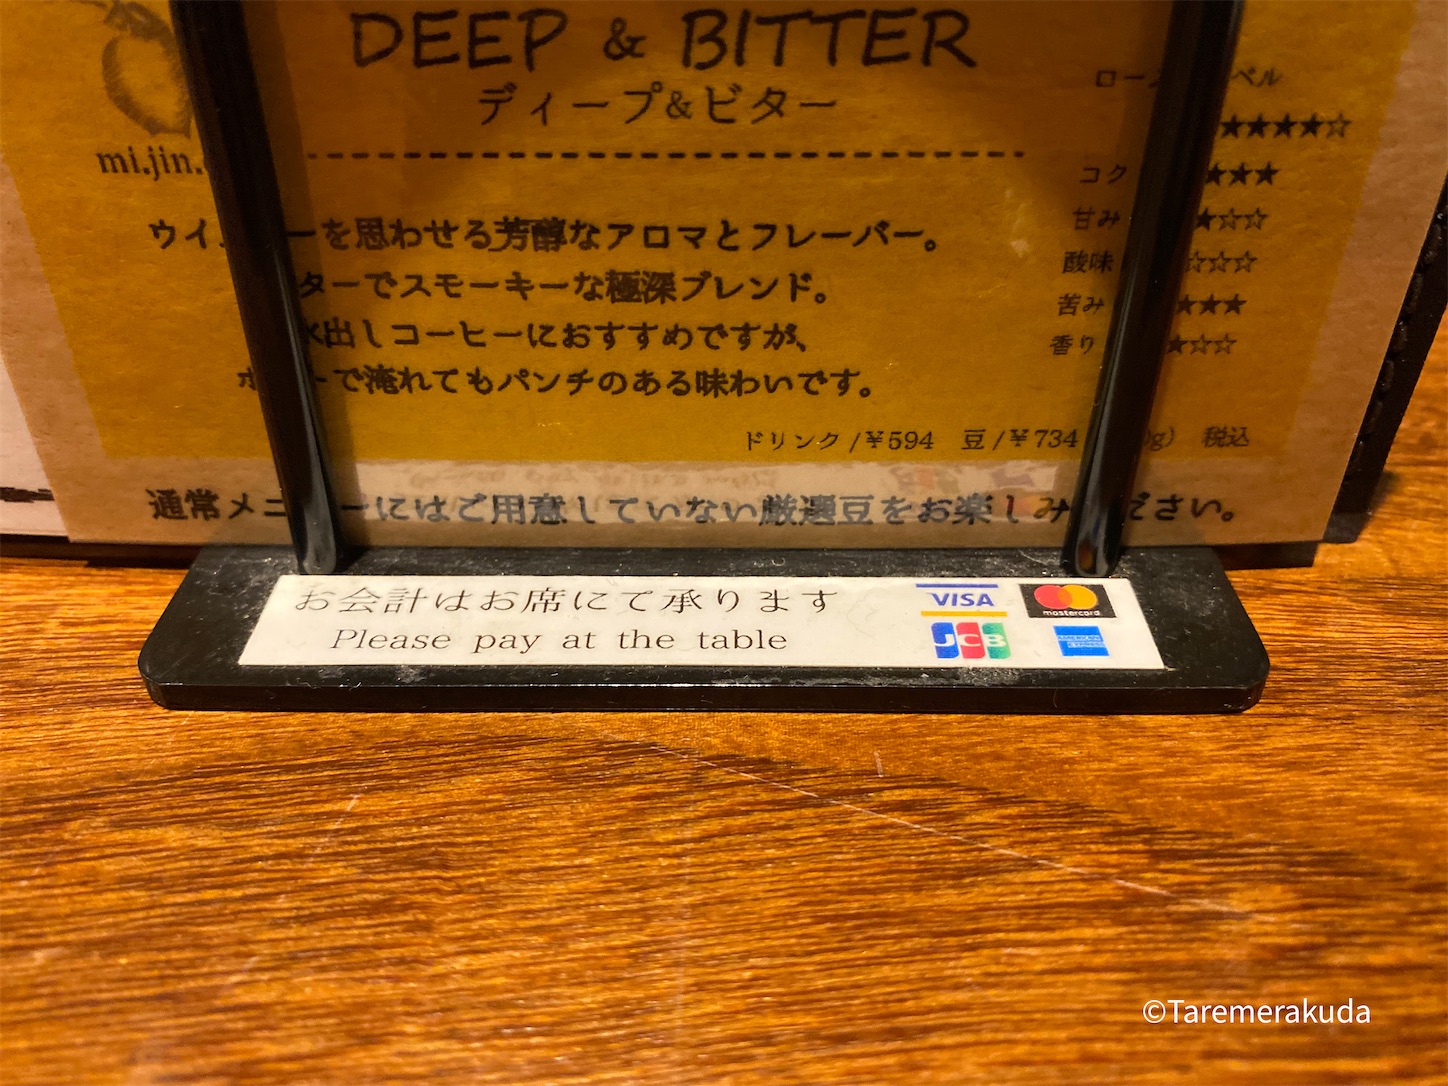 DEEP & BITTER
ディープ&ビター
mi.jin.
ウイ ーを思わせる芳醇なアロマとフレーバー。
ターでスモーキーな極深ブレンド。
水出しコーヒーにおすすめですが、
で淹れてもパンチのある味わいです。
ロー ベル
★★★★☆
コク ★★★
甘み ★☆☆
酸味 ☆☆☆
苦み ★★★
香り ★☆☆
ドリンク/¥594 豆/¥734 0g) 税込
通常メニューにはご用意していない厳選豆をお楽しみください。
お会計はお席にて承ります
Please pay at the table
VISA
mastercard
JCB
AMERICAN EXPRESS
©Taremerakuda